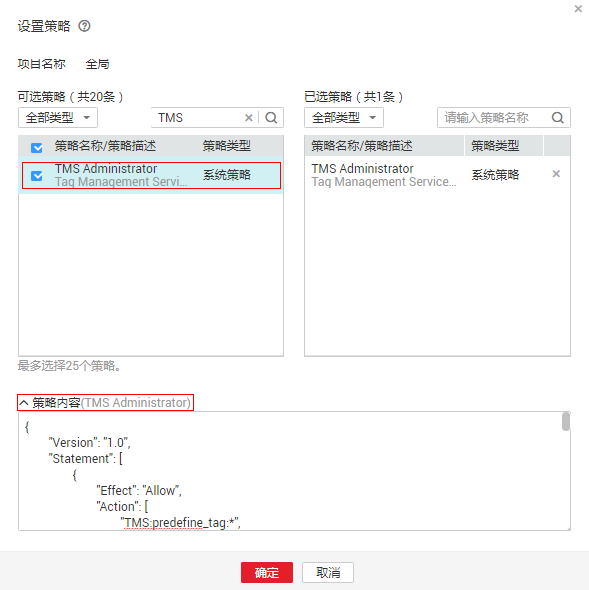 设置策略
项目名称 全局
可选策略（共20条）
全部类型 TMS
策略名称/策略描述 策略类型
TMS Administrator
Tag Management Servi... 系统策略
最多选择25个策略。
已选策略（共1条）
全部类型 请输入策略名称
策略名称/策略描述 策略类型
TMS Administrator
Tag Management Service... 系统策略
策略内容(TMS Administrator)
{
"Version": "1.0",
"Statement": [
{
"Effect": "Allow",
"Action": [
"TMS:predefine_tag:*",
确定 取消